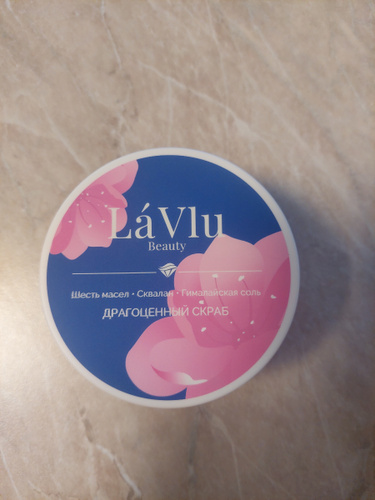 LáVlu
Beauty
Шесть масел • Сквалан • Гималайская соль
ДРАГОЦЕННЫЙ СКРАБ